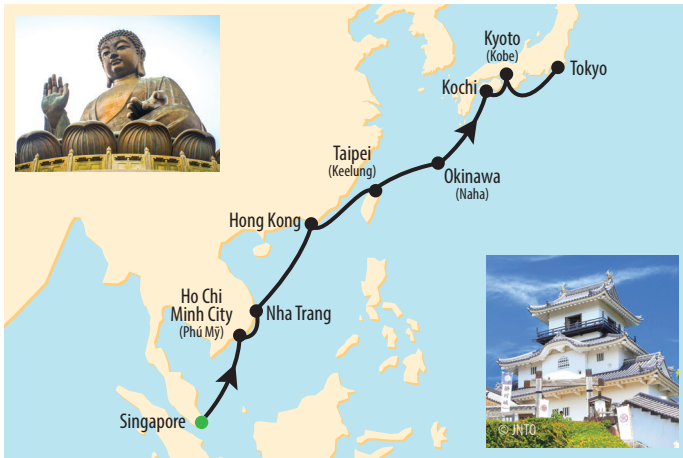 Kyoto
(Kobe)
Tokyo
Kochi
Taipei
(Keelung)
Okinawa
(Naha)
Hong Kong
Ho Chi
Minh City
(Phú Mỹ)
Nha Trang
Singapore
© JNTO